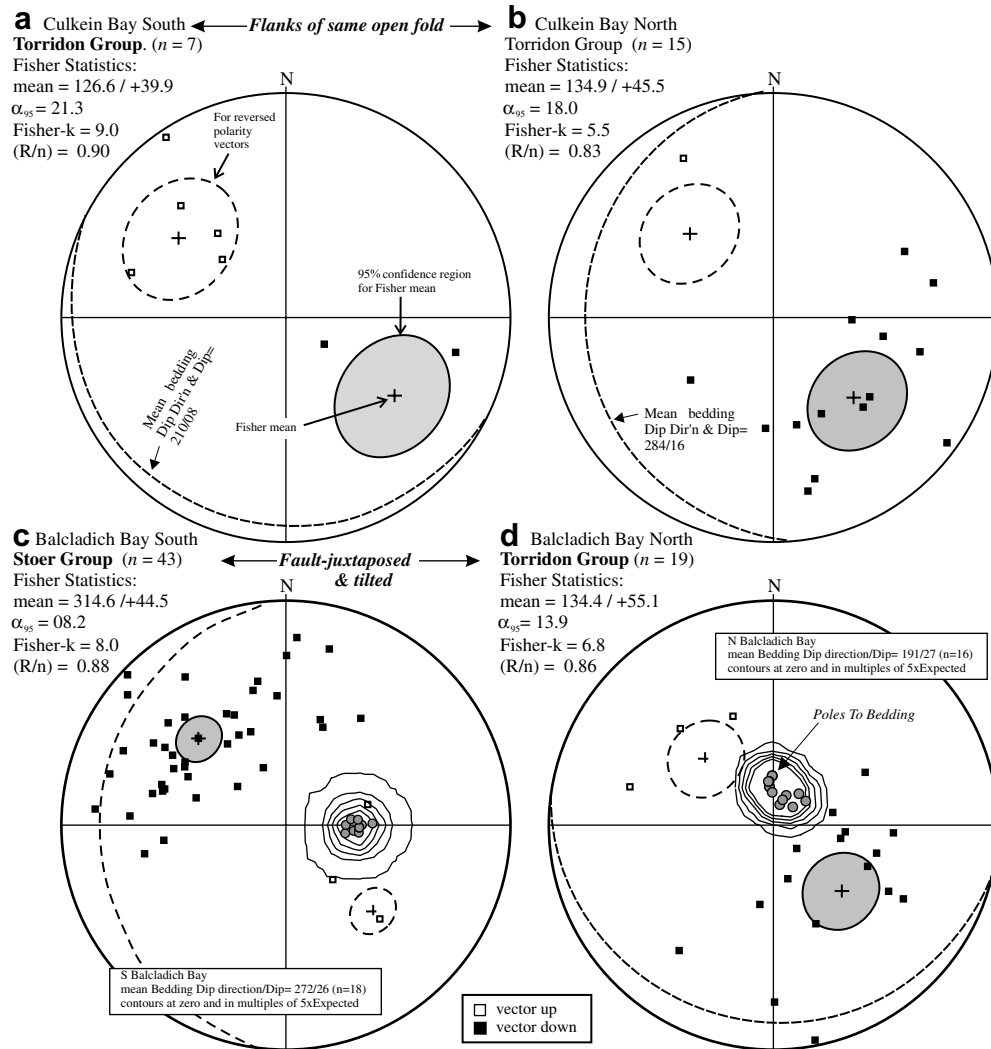 a Culkein Bay South
Torridon Group. (n = 7)
Fisher Statistics:
mean = 126.6 / +39.9
α95 = 21.3
Fisher-k = 9.0
(R/n) = 0.90
Flanks of same open fold
b Culkein Bay North
Torridon Group (n = 15)
Fisher Statistics:
mean = 134.9 / +45.5
α95 = 18.0
Fisher-k = 5.5
(R/n) = 0.83
N
For reversed
polarity
vectors
95% confidence region
for Fisher mean
Fisher mean
Mean bedding
Dip Dir'n & Dip=
210/08
N
Mean bedding
Dip Dir'n & Dip=
284/16
c Balcladich Bay South
Stoer Group (n = 43)
Fisher Statistics:
mean = 314.6 /+44.5
α95 = 08.2
Fisher-k = 8.0
(R/n) = 0.88
Fault-juxtaposed
& tilted
d Balcladich Bay North
Torridon Group (n = 19)
Fisher Statistics:
mean = 134.4 / +55.1
α95 = 13.9
Fisher-k = 6.8
(R/n) = 0.86
N
S Balcladich Bay
mean Bedding Dip direction/Dip= 272/26 (n=18)
contours at zero and in multiples of 5xExpected
N
N Balcladich Bay
mean Bedding Dip direction/Dip= 191/27 (n=16)
contours at zero and in multiples of 5xExpected
Poles To Bedding
vector up
vector down